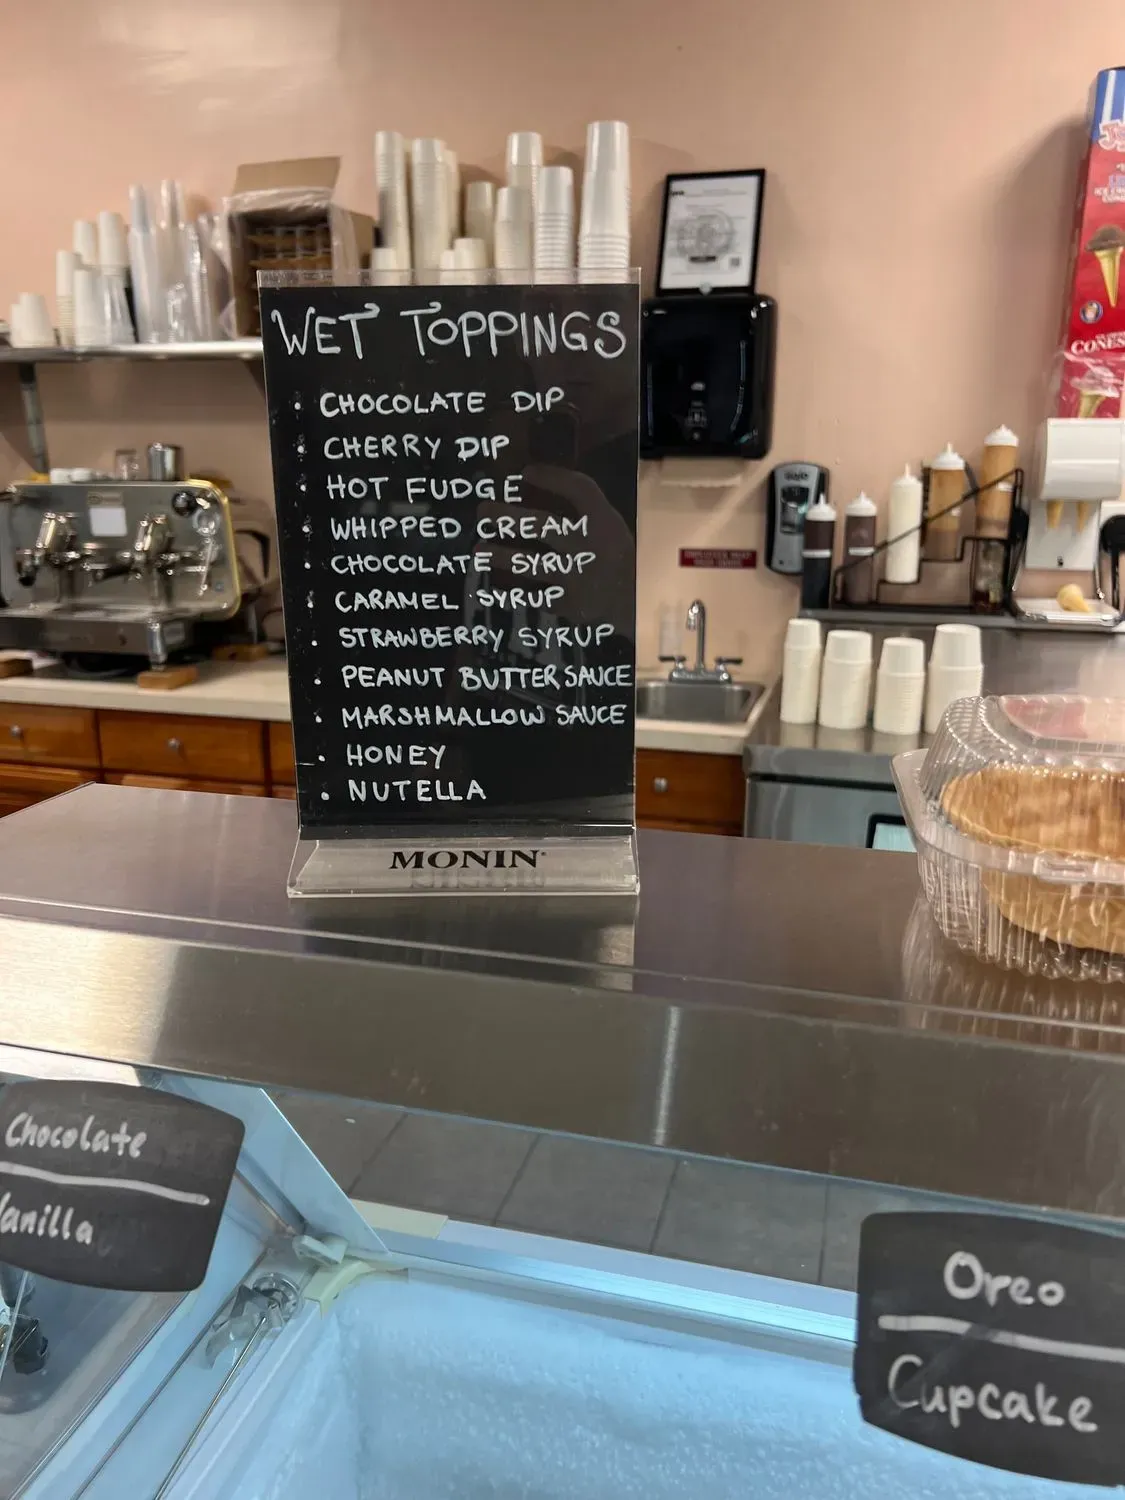 WET TOPPINGS
• CHOCOLATE DIP
• CHERRY DIP
• HOT FUDGE
• WHIPPED CREAM
• CHOCOLATE SYRUP
• CARAMEL SYRUP
• STRAWBERRY SYRUP
• PEANUT BUTTER SAUCE
• MARSHMALLOW SAUCE
• HONEY
• NUTELLA
MONIN
CONES
Chocolate
Vanilla
Oreo
Cupcake